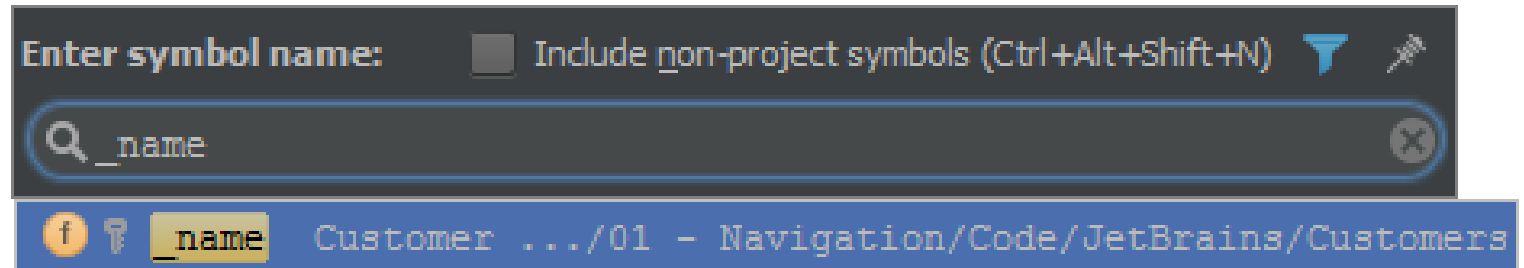 Enter symbol name: Include non-project symbols (Ctrl+Alt+Shift+N)
_name
f _name Customer .../01 - Navigation/Code/JetBrains/Customers